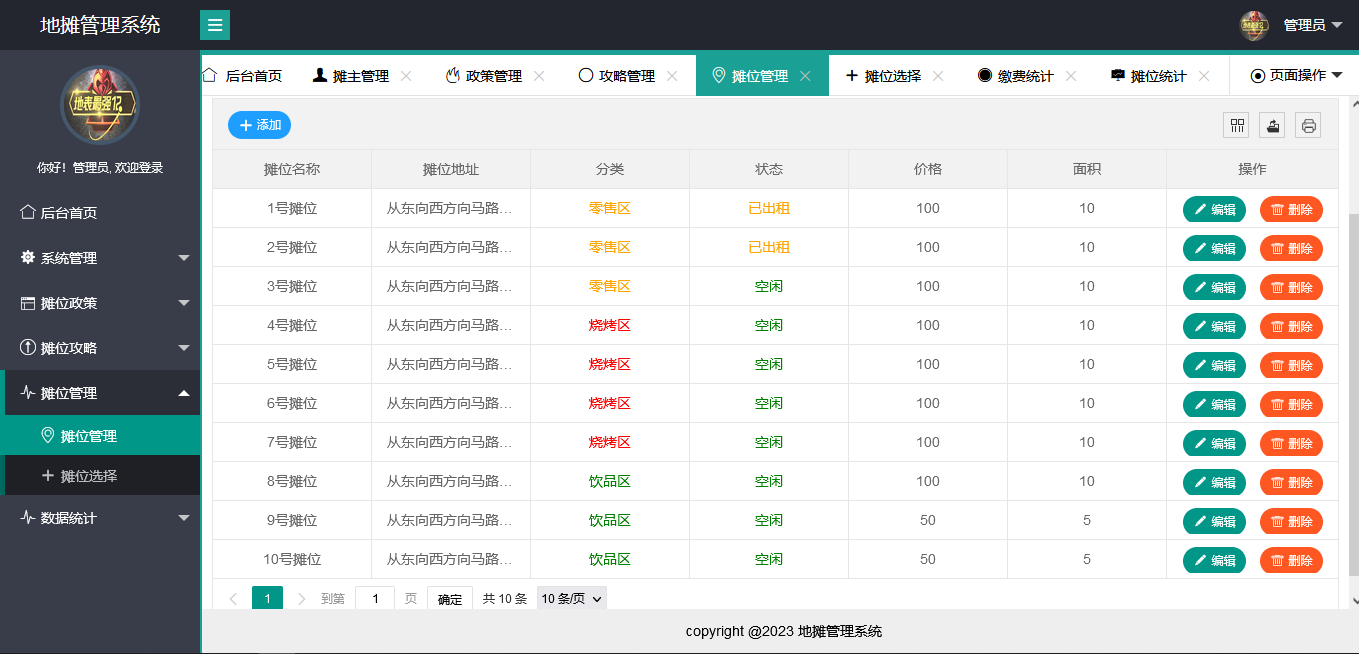 地摊管理系统
管理员
地表最强12
你好！管理员, 欢迎登录
后台首页
系统管理
摊位政策
摊位攻略
摊位管理
摊位管理
摊位选择
数据统计
后台首页 摊主管理 政策管理 攻略管理 摊位管理 摊位选择 缴费统计 摊位统计 页面操作
添加
摊位名称 摊位地址 分类 状态 价格 面积 操作
1号摊位 从东向西方向马路... 零售区 已出租 100 10 编辑 删除
2号摊位 从东向西方向马路... 零售区 已出租 100 10 编辑 删除
3号摊位 从东向西方向马路... 零售区 空闲 100 10 编辑 删除
4号摊位 从东向西方向马路... 烧烤区 空闲 100 10 编辑 删除
5号摊位 从东向西方向马路... 烧烤区 空闲 100 10 编辑 删除
6号摊位 从东向西方向马路... 烧烤区 空闲 100 10 编辑 删除
7号摊位 从东向西方向马路... 烧烤区 空闲 100 10 编辑 删除
8号摊位 从东向西方向马路... 饮品区 空闲 100 10 编辑 删除
9号摊位 从东向西方向马路... 饮品区 空闲 50 5 编辑 删除
10号摊位 从东向西方向马路... 饮品区 空闲 50 5 编辑 删除
1 到第 1 页 确定 共 10 条 10 条/页
copyright @2023 地摊管理系统